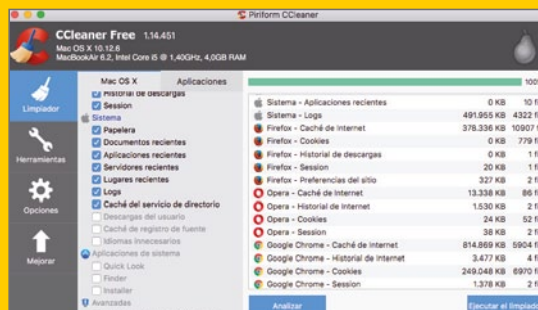 Piriform CCleaner
CCleaner Free 1.14.451
Mac OS X 10.12.6
MacBookAir 6.2, Intel Core i5 @ 1,40GHz, 4,0GB RAM
Limpiador
Herramientas
Opciones
Mejorar
Mac OS X
Aplicaciones
Historial de descargas
Session
Sistema
Papelera
Documentos recientes
Aplicaciones recientes
Servidores recientes
Lugares recientes
Logs
Caché del servicio de directorio
Descargas del usuario
Caché de registro de fuente
Idiomas innecesarios
Aplicaciones de sistema
Quick Look
Finder
Installer
Avanzadas
100%
Sistema - Aplicaciones recientes 0 KB 10 fi
Sistema - Logs 491.955 KB 4322 fi
Firefox - Caché de Internet 378.336 KB 10907 f
Firefox - Cookies 0 KB 779 fi
Firefox - Historial de descargas 0 KB 1 fi
Firefox - Session 20 KB 1 fi
Firefox - Preferencias del sitio 327 KB 2 fi
Opera - Caché de Internet 13.338 KB 86 fi
Opera - Historial de Internet 1.530 KB 2 fi
Opera - Cookies 24 KB 52 fi
Opera - Session 38 KB 2 fi
Google Chrome - Caché de Internet 814.869 KB 5904 fi
Google Chrome - Historial de Internet 3.477 KB 4 fi
Google Chrome - Cookies 249.048 KB 6970 fi
Google Chrome - Session 1.378 KB 2 fi
Analizar
Ejecutar el limpiado